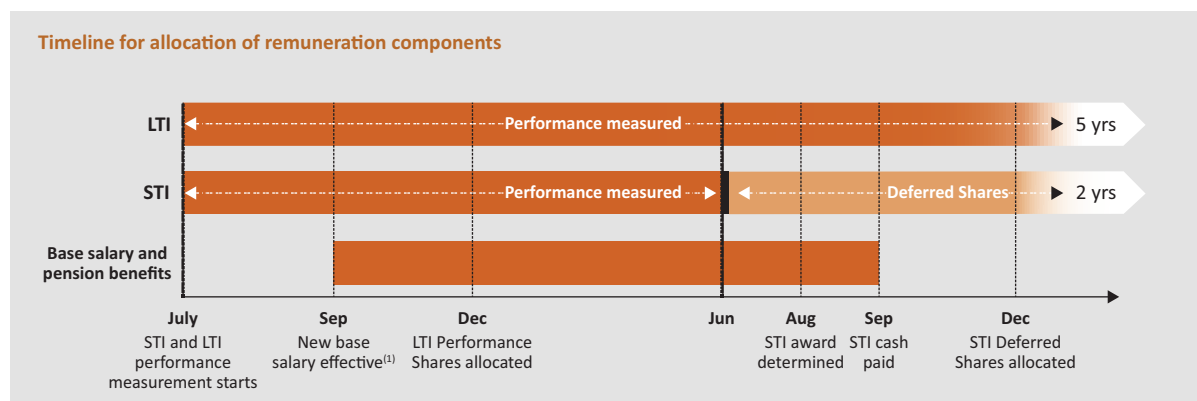 Timeline for allocation of remuneration components
LTI
Performance measured
5 yrs
STI
Performance measured
Deferred Shares
2 yrs
Base salary and
pension benefits
July
STI and LTI
performance
measurement starts
Sep
New base
salary effective(1)
Dec
LTI Performance
Shares allocated
Jun
Aug
STI award
determined
Sep
STI cash
paid
Dec
STI Deferred
Shares allocated